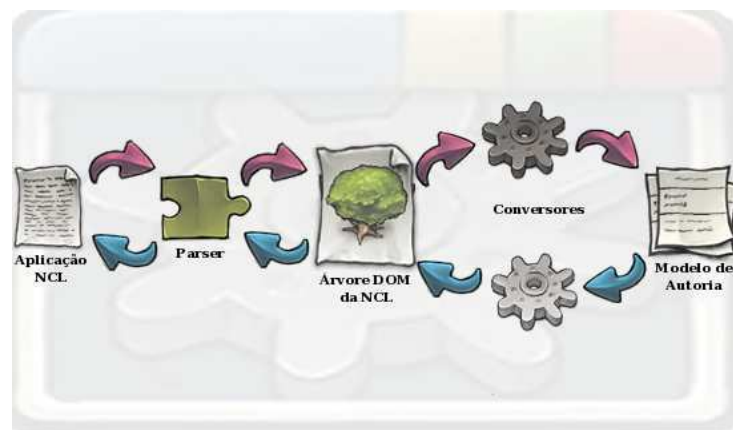 Aplicação
NCL
Parser
Árvore DOM
da NCL
Conversores
Modelo de
Autoria